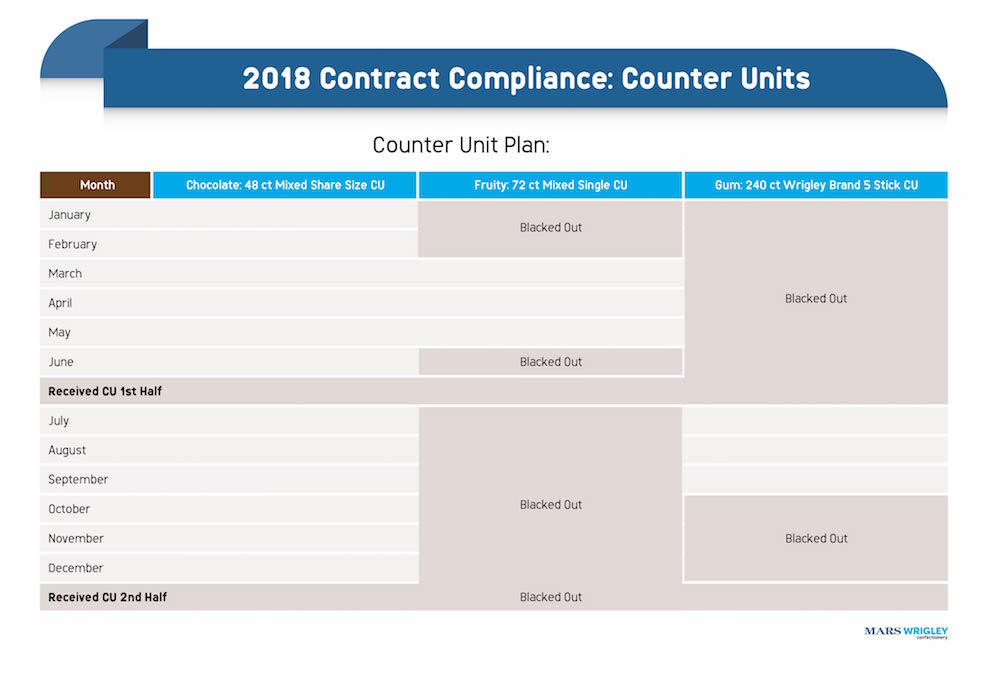 2018 Contract Compliance: Counter Units
Counter Unit Plan:
Month Chocolate: 48 ct Mixed Share Size CU Fruity: 72 ct Mixed Single CU Gum: 240 ct Wrigley Brand 5 Stick CU
January
Blacked Out
February
March
April
Blacked Out
May
June Blacked Out
Received CU 1st Half
July
August
September
Blacked Out
October
November Blacked Out
December
Received CU 2nd Half Blacked Out
MARS WRIGLEY
confectionery